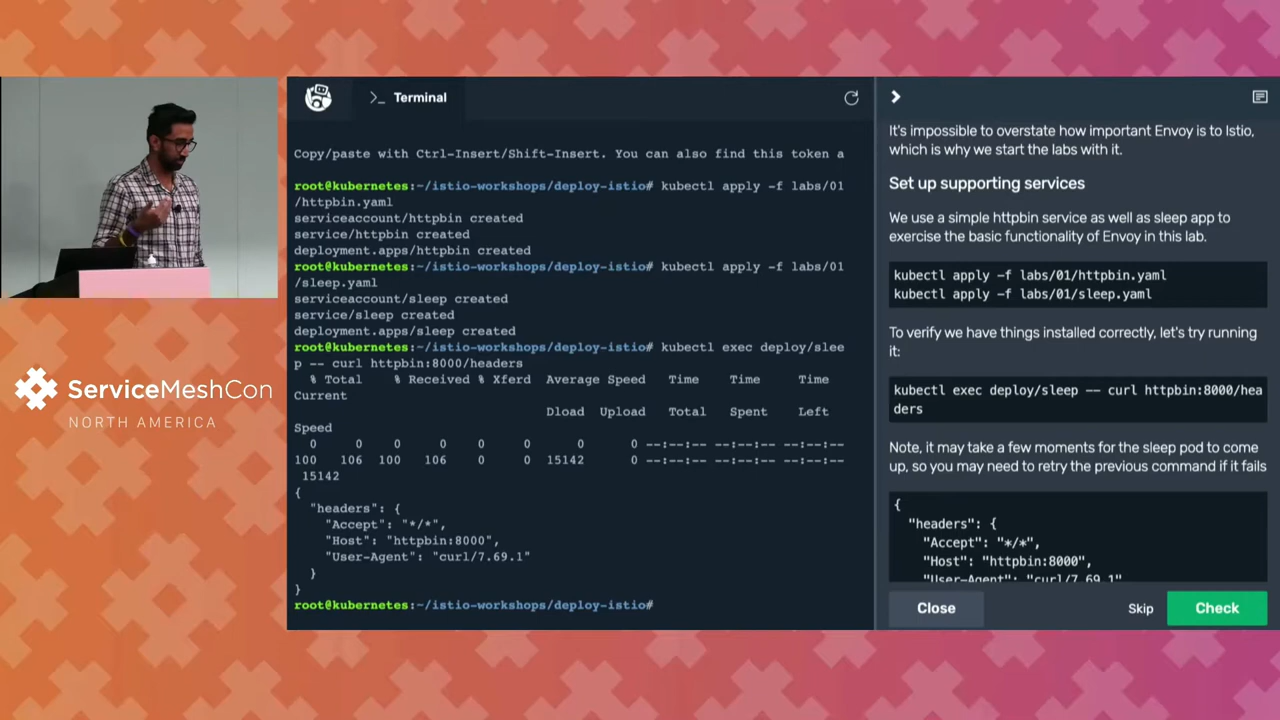 >_ Terminal
Copy/paste with Ctrl-Insert/Shift-Insert. You can also find this token a
root@kubernetes:~/istio-workshops/deploy-istio# kubectl apply -f labs/01
/httpbin.yaml
serviceaccount/httpbin created
service/httpbin created
deployment.apps/httpbin created
root@kubernetes:~/istio-workshops/deploy-istio# kubectl apply -f labs/01
/sleep.yaml
serviceaccount/sleep created
service/sleep created
deployment.apps/sleep created
root@kubernetes:~/istio-workshops/deploy-istio# kubectl exec deploy/slee
p -- curl httpbin:8000/headers
% Total % Received % Xferd Average Speed Time Time Time
Current
Dload Upload Total Spent Left
Speed
0 0 0 0 0 0 0 0 --:--:-- --:--:-- --:--:--
100 106 100 106 0 0 15142 0 --:--:-- --:--:-- --:--:--
15142
{
"headers": {
"Accept": "*/*",
"Host": "httpbin:8000",
"User-Agent": "curl/7.69.1"
}
}
root@kubernetes:~/istio-workshops/deploy-istio#
It's impossible to overstate how important Envoy is to Istio,
which is why we start the labs with it.
Set up supporting services
We use a simple httpbin service as well as sleep app to
exercise the basic functionality of Envoy in this lab.
kubectl apply -f labs/01/httpbin.yaml
kubectl apply -f labs/01/sleep.yaml
To verify we have things installed correctly, let's try running
it:
kubectl exec deploy/sleep -- curl httpbin:8000/hea
ders
Note, it may take a few moments for the sleep pod to come
up, so you may need to retry the previous command if it fails
{
"headers": {
"Accept": "*/*",
"Host": "httpbin:8000",
"User-Agent": "curl/7.69.1"
Close
Skip
Check
ServiceMeshCon
NORTH AMERICA